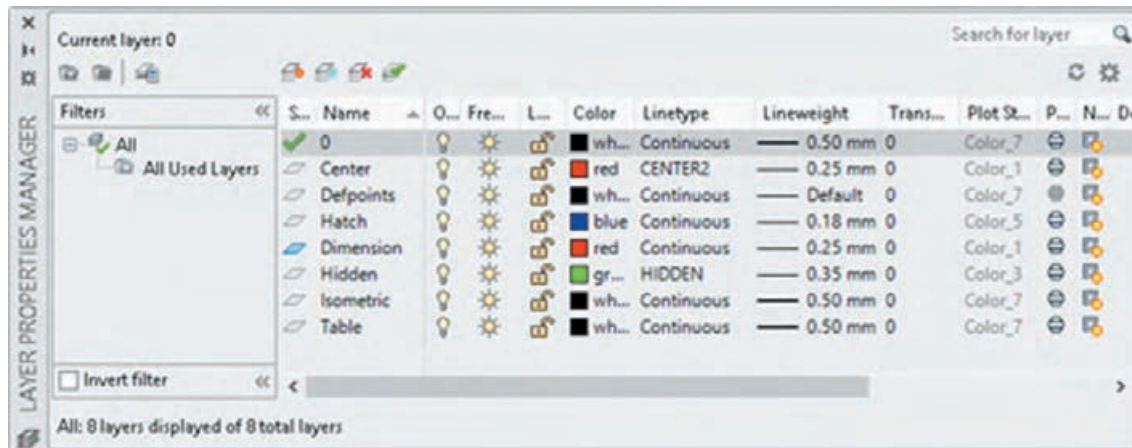 LAYER PROPERTIES MANAGER
Current layer: 0
Search for layer
Filters
All
All Used Layers
Invert filter
S... Name O... Fre... L... Color Linetype Lineweight Trans... Plot St... P... N... De
0 wh... Continuous 0.50 mm 0 Color_7
Center red CENTER2 0.25 mm 0 Color_1
Defpoints wh... Continuous Default 0 Color_7
Hatch blue Continuous 0.18 mm 0 Color_5
Dimension red Continuous 0.25 mm 0 Color_1
Hidden gr... HIDDEN 0.35 mm 0 Color_3
Isometric wh... Continuous 0.50 mm 0 Color_7
Table wh... Continuous 0.50 mm 0 Color_7
All: 8 layers displayed of 8 total layers